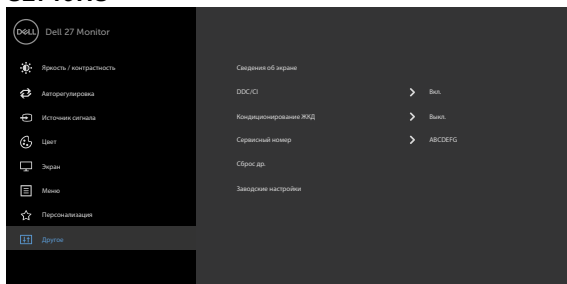 DELL Dell 27 Monitor
Яркость / контрастность
Авторегулировка
Источник сигнала
Цвет
Экран
Меню
Персонализация
Другое
Сведения об экране
DDC/CI Вкл.
Кондиционирование ЖКД Выкл.
Сервисный номер ABCDEFG
Сброс др.
Заводские настройки